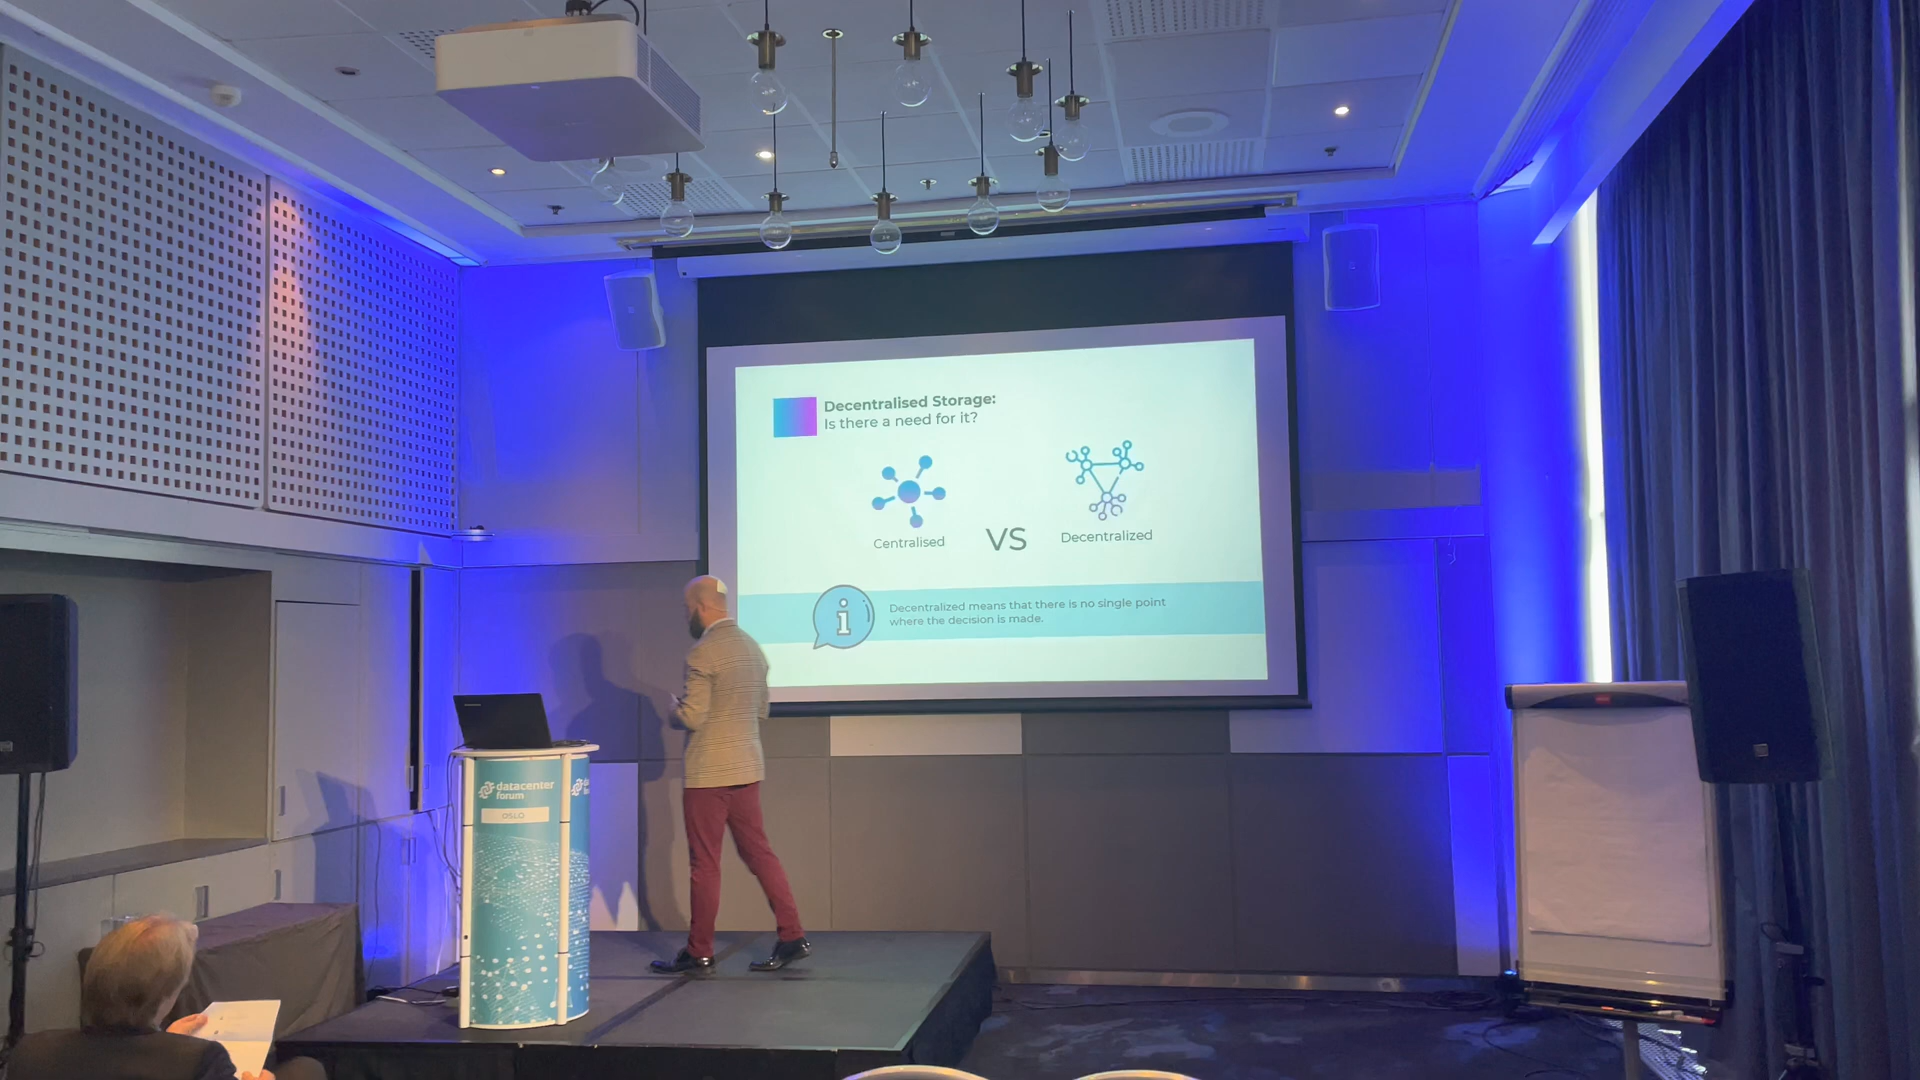 Decentralised Storage:
Is there a need for it?
Centralised
VS
Decentralized
Decentralized means that there is no single point
where the decision is made.
datacenter
forum
OSLO